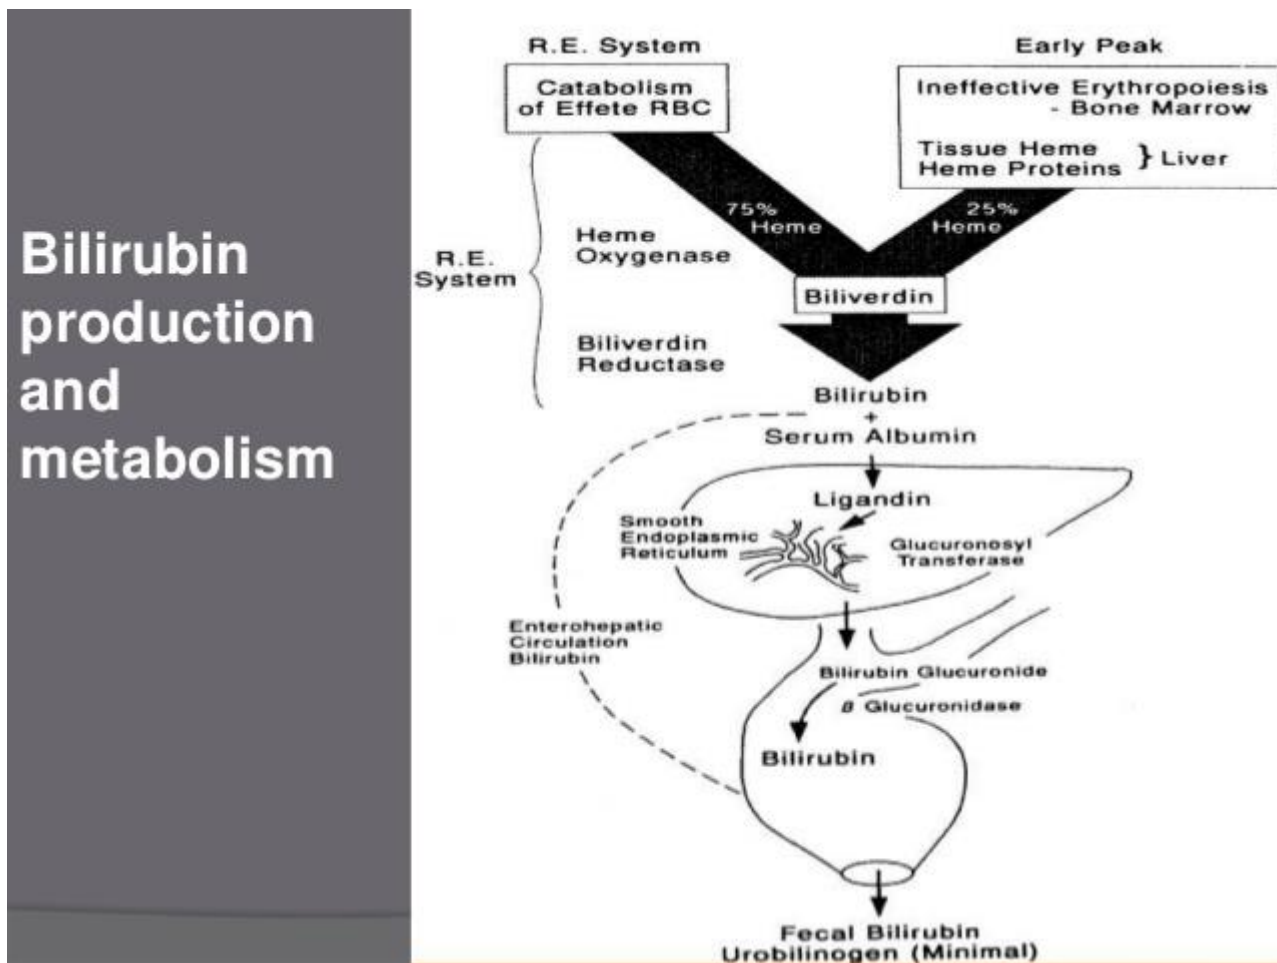 Bilirubin
production
and
metabolism
R.E. System
Catabolism
of Effete RBC
Early Peak
Ineffective Erythropoiesis
- Bone Marrow
Tissue Heme
Heme Proteins } Liver
75%
Heme
25%
Heme
R.E.
System
Heme
Oxygenase
Biliverdin
Biliverdin
Reductase
Bilirubin
+
Serum Albumin
Ligandin
Smooth
Endoplasmic
Reticulum
Glucuronosyl
Transferase
Enterohepatic
Circulation
Bilirubin
Bilirubin Glucuronide
β Glucuronidase
Bilirubin
Fecal Bilirubin
Urobilinogen (Minimal)